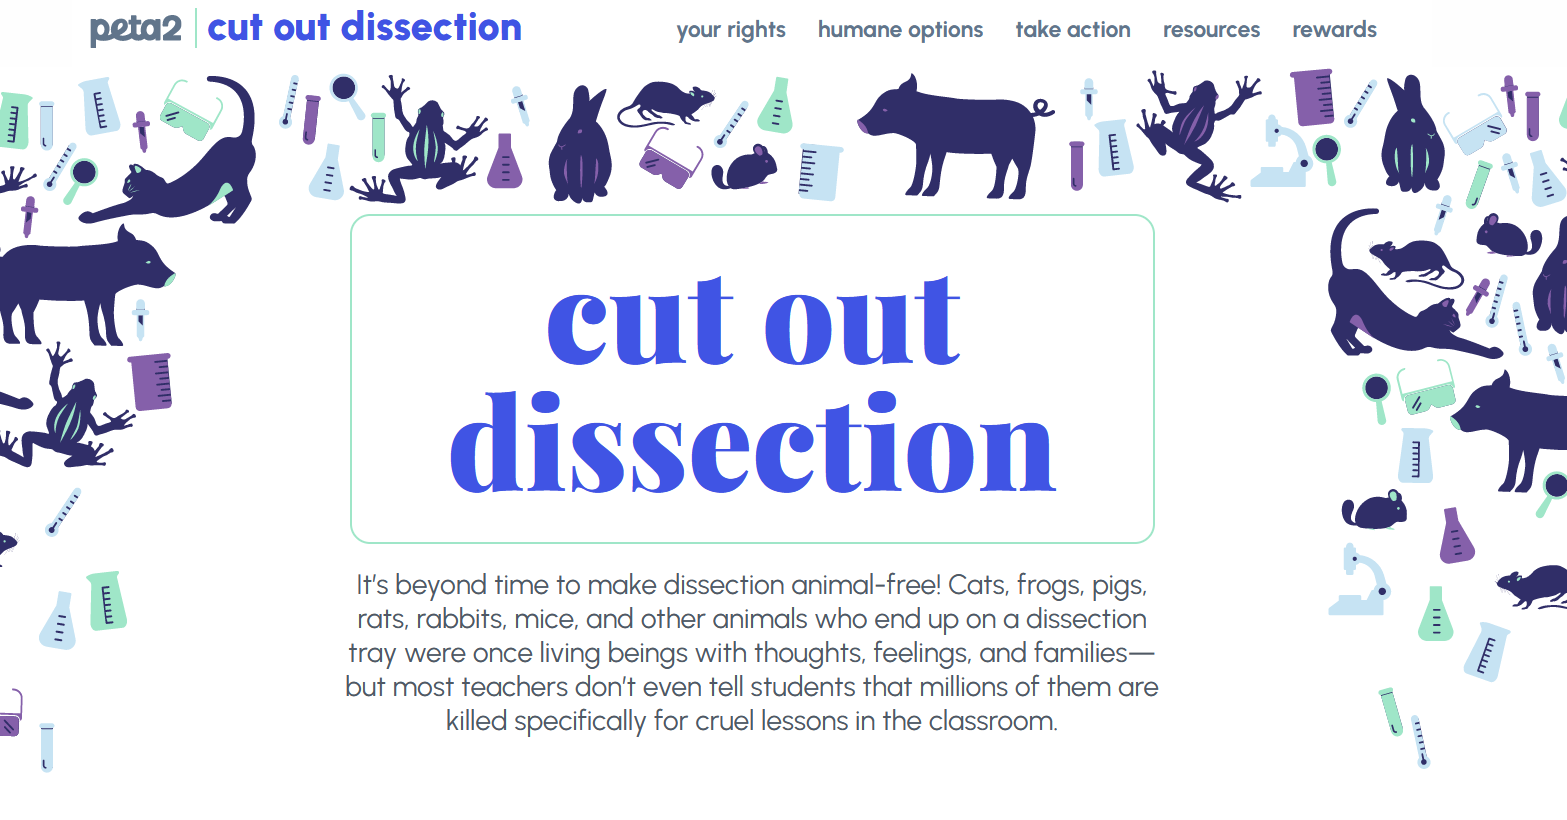 peta2 cut out dissection
your rights humane options take action resources rewards
cut out
dissection
It's beyond time to make dissection animal-free! Cats, frogs, pigs,
rats, rabbits, mice, and other animals who end up on a dissection
tray were once living beings with thoughts, feelings, and families—
but most teachers don't even tell students that millions of them are
killed specifically for cruel lessons in the classroom.